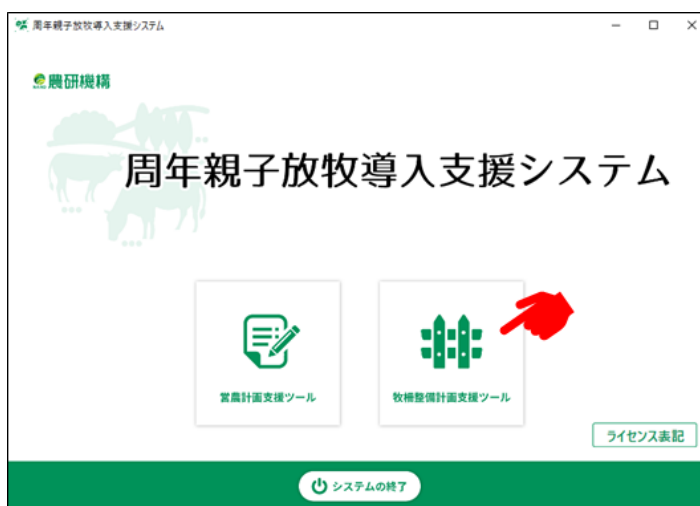 周年親子放牧導入支援システム
農研機構
周年親子放牧導入支援システム
営農計画支援ツール
牧柵整備計画支援ツール
ライセンス表記
システムの終了